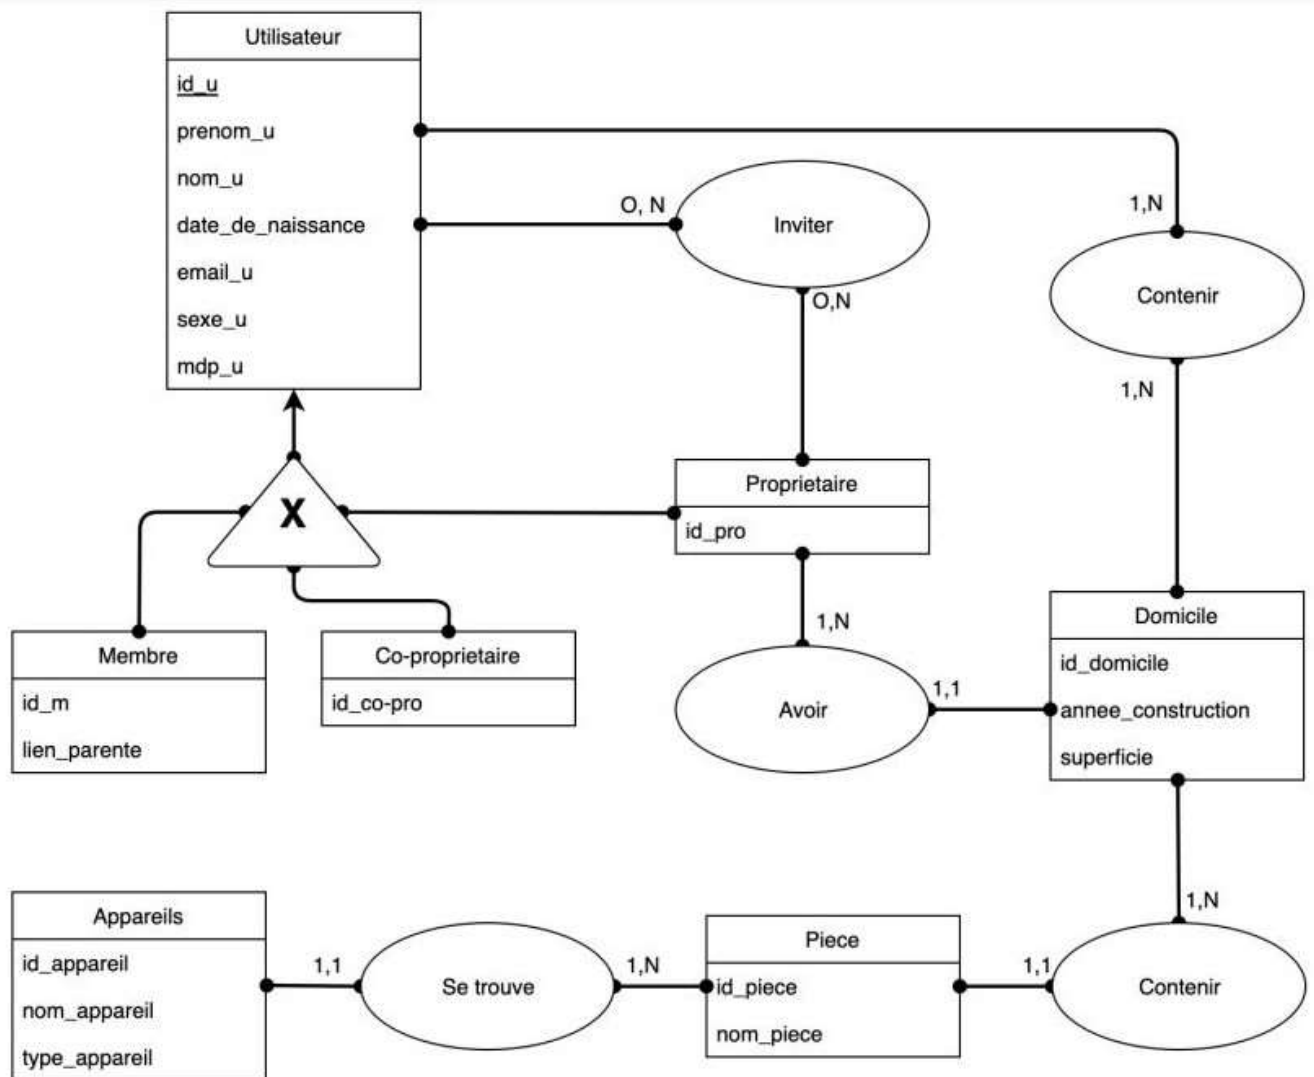 Utilisateur
id_u
prenom_u
nom_u
date_de_naissance
email_u
sexe_u
mdp_u
O, N
Inviter
O,N
1,N
Contenir
1,N
X
Proprietaire
id_pro
Membre
id_m
lien_parente
Co-proprietaire
id_co-pro
1,N
Avoir
1,1
Domicile
id_domicile
annee_construction
superficie
Appareils
id_appareil
nom_appareil
type_appareil
1,1
Se trouve
1,N
Piece
id_piece
nom_piece
1,1
Contenir
1,N